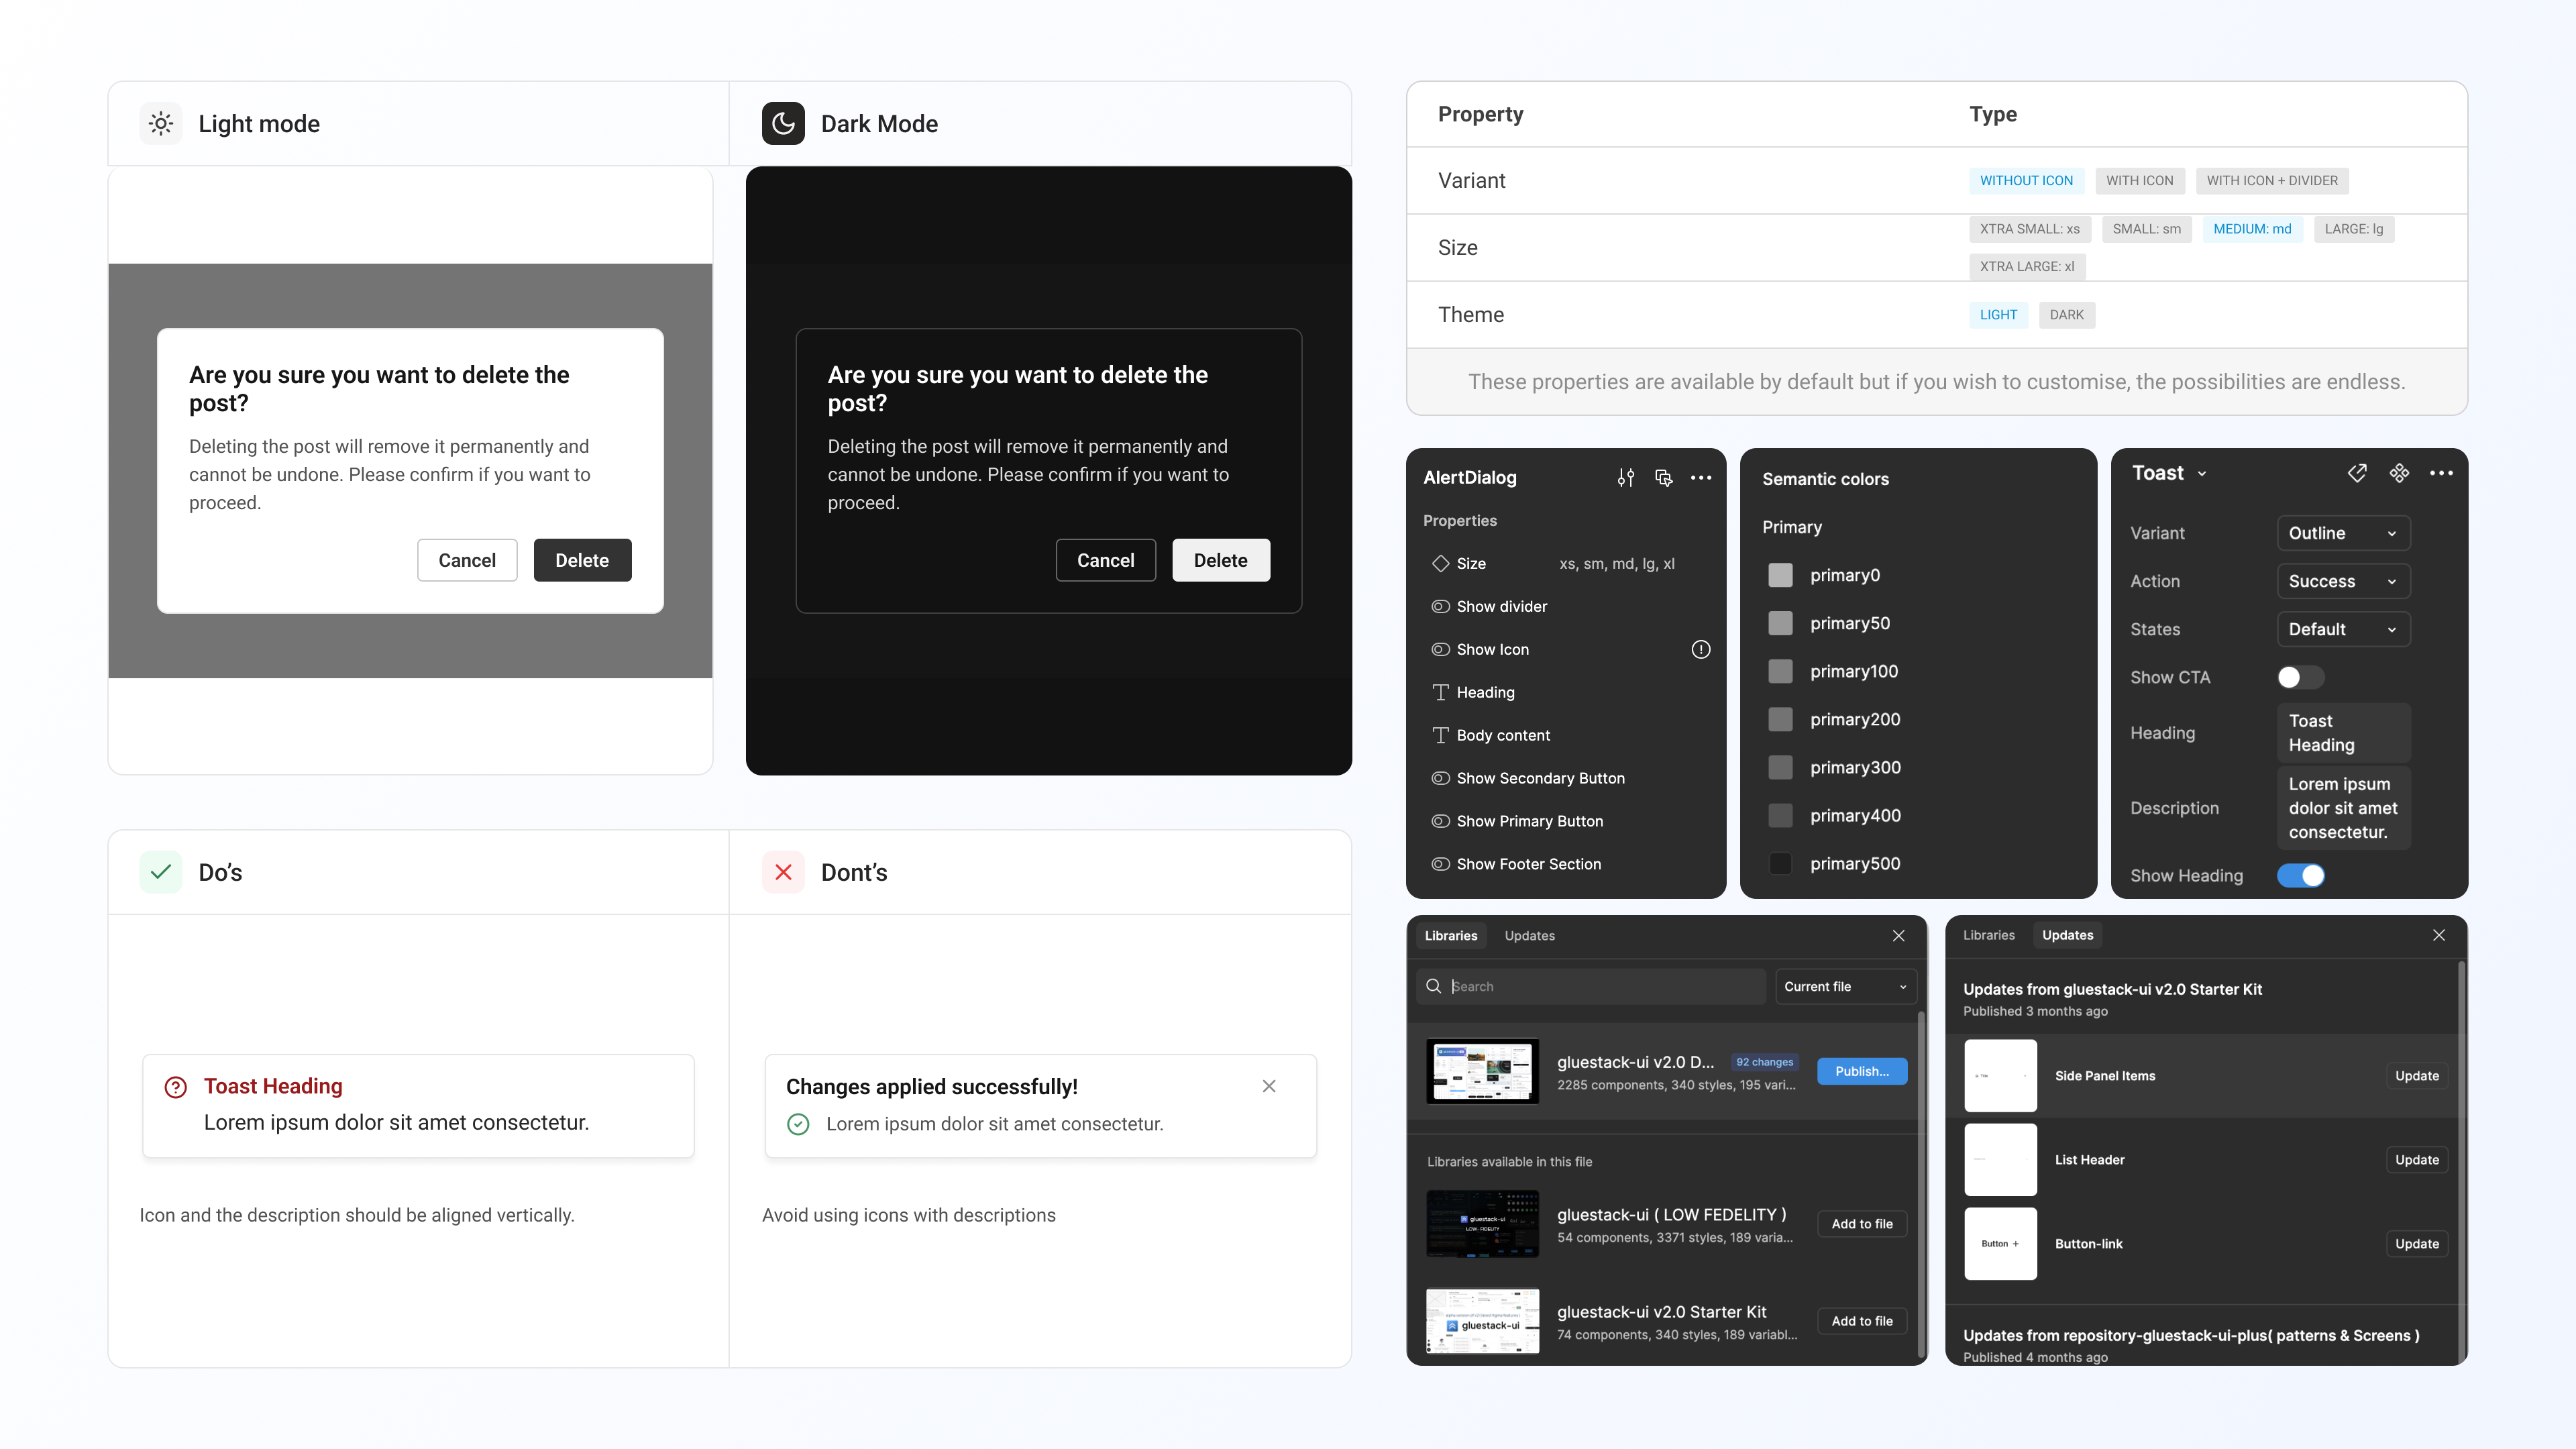 Light mode
Dark Mode
Are you sure you want to delete the
post?
Deleting the post will remove it permanently and
cannot be undone. Please confirm if you want to
proceed.
Cancel
Delete
Are you sure you want to delete the
post?
Deleting the post will remove it permanently and
cannot be undone. Please confirm if you want to
proceed.
Cancel
Delete
Do’s
Dont’s
Toast Heading
Lorem ipsum dolor sit amet consectetur.
Icon and the description should be aligned vertically.
Changes applied successfully!
Lorem ipsum dolor sit amet consectetur.
Avoid using icons with descriptions
Property
Type
Variant
WITHOUT ICON
WITH ICON
WITH ICON + DIVIDER
Size
XTRA SMALL: xs
SMALL: sm
MEDIUM: md
LARGE: lg
XTRA LARGE: xl
Theme
LIGHT
DARK
These properties are available by default but if you wish to customise, the possibilities are endless.
AlertDialog
Properties
Size
xs, sm, md, lg, xl
Show divider
Show Icon
Heading
Body content
Show Secondary Button
Show Primary Button
Show Footer Section
Semantic colors
Primary
primary0
primary50
primary100
primary200
primary300
primary400
primary500
Toast
Variant
Outline
Action
Success
States
Default
Show CTA
Heading
Toast
Heading
Description
Lorem ipsum
dolor sit amet
consectetur.
Show Heading
Libraries
Updates
Search
Current file
gluestack-ui v2.0 D...
92 changes
2285 components, 340 styles, 195 vari...
Publish...
Libraries available in this file
gluestack-ui
LOW - FIDELITY
gluestack-ui ( LOW FEDELITY )
54 components, 3371 styles, 189 varia...
Add to file
gluestack-ui
gluestack-ui v2.0 Starter Kit
74 components, 340 styles, 189 variabl...
Add to file
Libraries
Updates
Updates from gluestack-ui v2.0 Starter Kit
Published 3 months ago
Side Panel Items
Update
List Header
Update
Button +
Button-link
Update
Updates from repository-gluestack-ui-plus( patterns & Screens )
Published 4 months ago